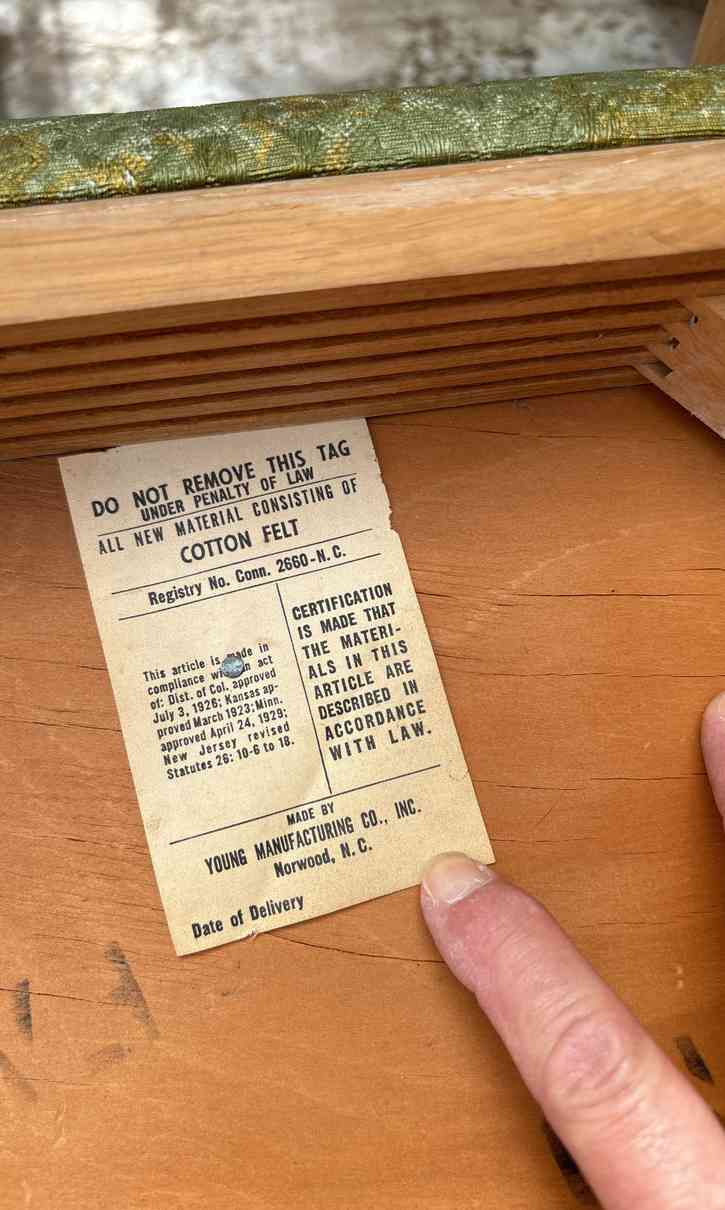 DO NOT REMOVE THIS TAG
UNDER PENALTY OF LAW
ALL NEW MATERIAL CONSISTING OF
COTTON FELT
Registry No. Conn. 2660-N.C.
This article is made in
compliance an act
of: Dist. of Col. approved
July 3, 1926; Kansas ap-
proved March 1923; Minn.
approved April 24, 1929;
New Jersey revised
Statutes 26: 10-6 to 18.
CERTIFICATION
IS MADE THAT
THE MATERI-
ALS IN THIS
ARTICLE ARE
DESCRIBED IN
ACCORDANCE
WITH LAW.
MADE BY
YOUNG MANUFACTURING CO., INC.
Norwood, N.C.
Date of Delivery